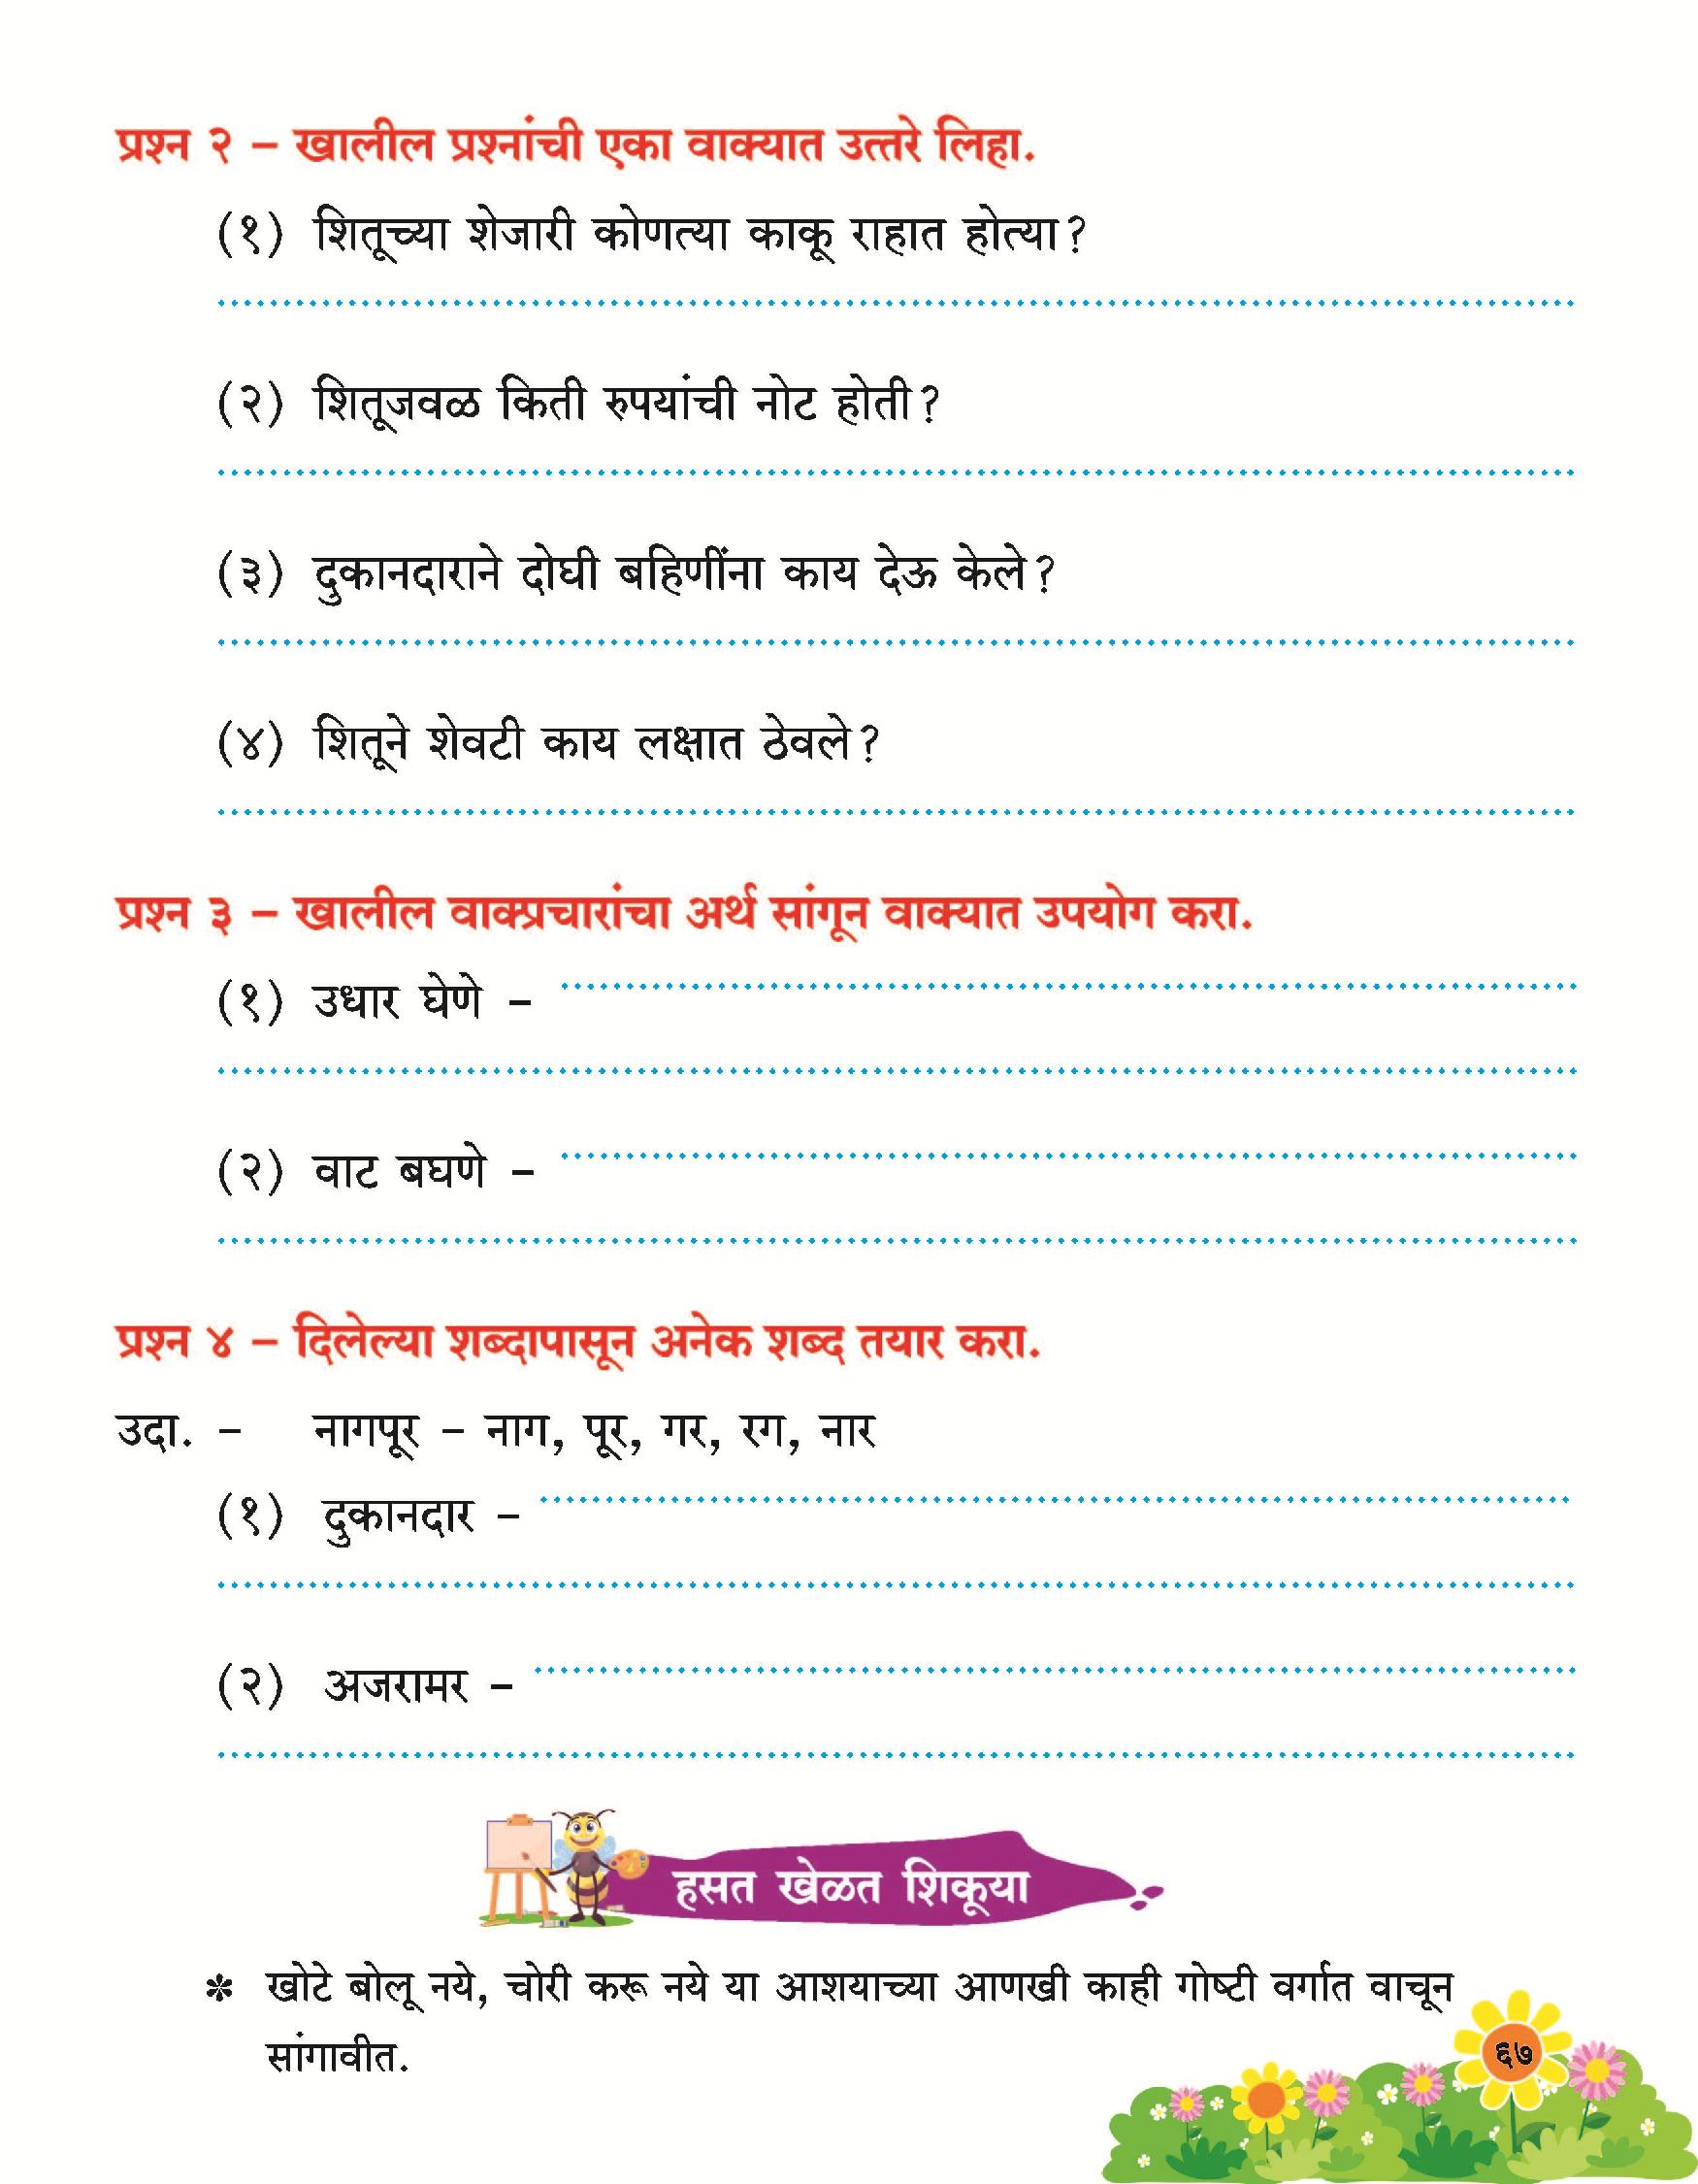 प्रश्न २ – खालील प्रश्नांची एका वाक्यात उत्तरे लिहा.
(१) शितूच्या शेजारी कोणत्या काकू राहात होत्या?
(२) शितूजवळ किती रुपयांची नोट होती?
(३) दुकानदाराने दोघी बहिणींना काय देऊ केले?
(४) शितूने शेवटी काय लक्षात ठेवले?
प्रश्न ३ – खालील वाक्प्रचारांचा अर्थ सांगून वाक्यात उपयोग करा.
(१) उधार घेणे –
(२) वाट बघणे –
प्रश्न ४ – दिलेल्या शब्दापासून अनेक शब्द तयार करा.
उदा. – नागपूर – नाग, पूर, गर, रग, नार
(१) दुकानदार –
(२) अजरामर –
हसत खेळत शिकूया
✽ खोटे बोलू नये, चोरी करू नये या आशयाच्या आणखी काही गोष्टी वर्गात वाचून
सांगावीत.
६७